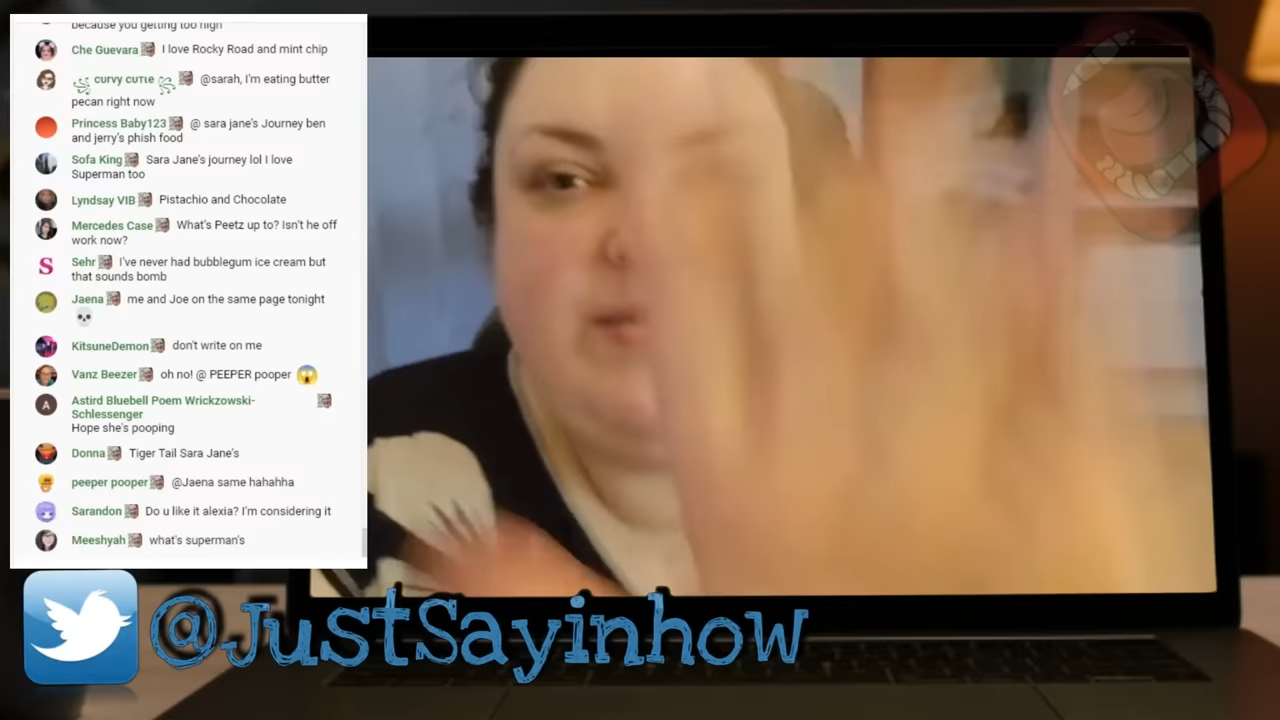 because you getting too high
Che Guevara I love Rocky Road and mint chip
curvy cutie @sarah, I'm eating butter
pecan right now
Princess Baby123 @ sara jane's Journey ben
and jerry's phish food
Sofa King Sara Jane's journey lol I love
Superman too
Lyndsay VIB Pistachio and Chocolate
Mercedes Case What's Peetz up to? Isn't he off
work now?
S
Sehr I've never had bubblegum ice cream but
that sounds bomb
Jaena me and Joe on the same page tonight
💀
KitsuneDemon don't write on me
Vanz Beezer oh no! @ PEEPER pooper 😱
A
Astird Bluebell Poem Wrickzowski-
Schlessenger
Hope she's pooping
Donna Tiger Tail Sara Jane's
peeper pooper @Jaena same hahahha
Sarandon Do u like it alexia? I'm considering it
Meeshyah what's superman's
@JustSayinhow